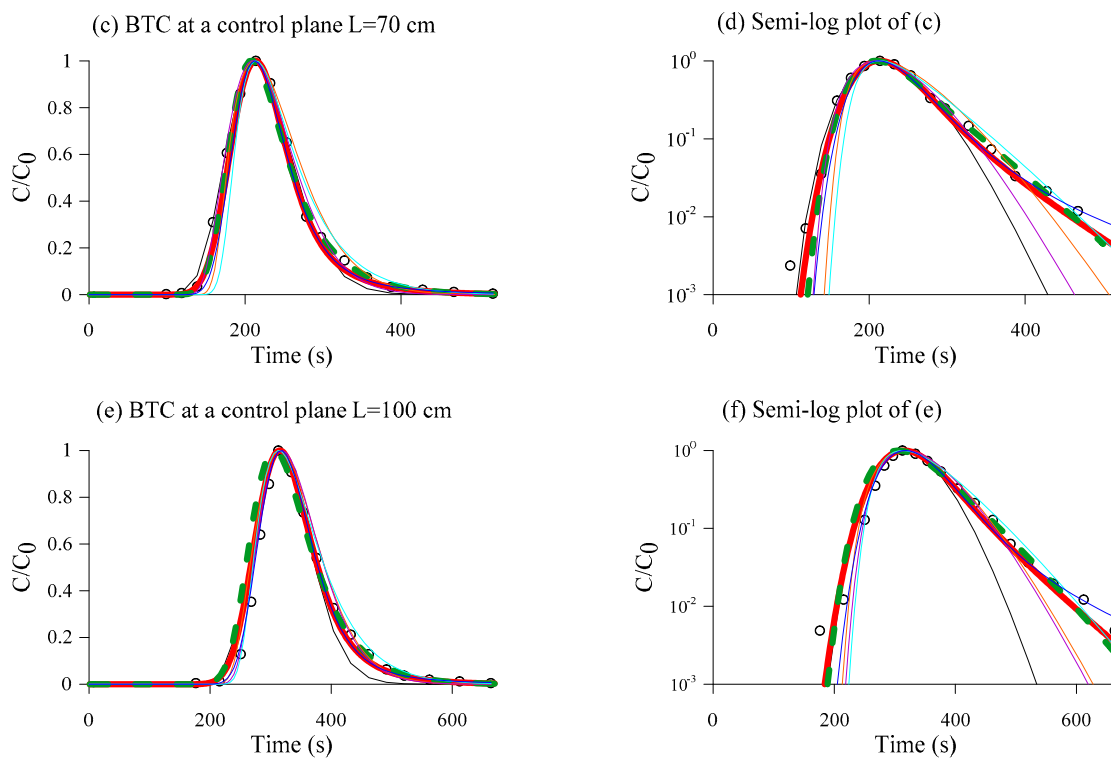 (c) BTC at a control plane L=70 cm
1
0.8
0.6
0.4
0.2
0
C/C0
0
200
400
Time (s)
(d) Semi-log plot of (c)
10^0
10^-1
10^-2
10^-3
C/C0
0
200
400
Time (s)
(e) BTC at a control plane L=100 cm
1
0.8
0.6
0.4
0.2
0
C/C0
0
200
400
600
Time (s)
(f) Semi-log plot of (e)
10^0
10^-1
10^-2
10^-3
C/C0
0
200
400
600
Time (s)